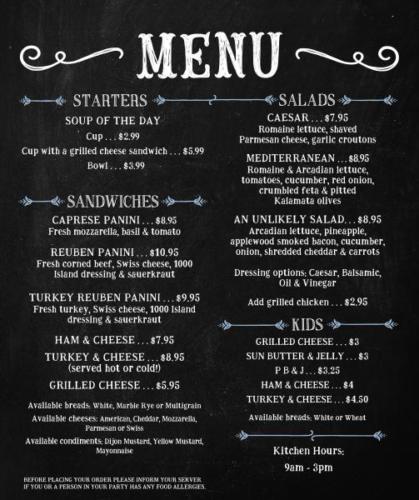 MENU
STARTERS
SOUP OF THE DAY
Cup . . . $2.99
Cup with a grilled cheese sandwich . . . $5.99
Bowl . . . $3.99
SANDWICHES
CAPRESE PANINI . . . $8.95
Fresh mozzarella, basil & tomato
REUBEN PANINI . . . $10.95
Fresh corned beef, Swiss cheese, 1000
Island dressing & sauerkraut
TURKEY REUBEN PANINI . . . $9.95
Fresh turkey, Swiss cheese, 1000 Island
dressing & sauerkraut
HAM & CHEESE . . . $7.95
TURKEY & CHEESE . . . $8.95
(served hot or cold!)
GRILLED CHEESE . . . $5.95
Available breads: White, Marble Rye or Multigrain
Available cheeses: American, Cheddar, Mozzarella,
Parmesan or Swiss
Available condiments: Dijon Mustard, Yellow Mustard,
Mayonnaise
BEFORE PLACING YOUR ORDER PLEASE INFORM YOUR SERVER
IF YOU OR A PERSON IN YOUR PARTY HAS ANY FOOD ALLERGIES.
SALADS
CAESAR . . . $7.95
Romaine lettuce, shaved
Parmesan cheese, garlic croutons
MEDITERRANEAN . . . $8.95
Romaine & Arcadian lettuce,
tomatoes, cucumber, red onion,
crumbled feta & pitted
Kalamata olives
AN UNLIKELY SALAD... $8.95
Arcadian lettuce, pineapple,
applewood smoked bacon, cucumber,
onion, shredded cheddar & carrots
Dressing options: Caesar, Balsamic,
Oil & Vinegar
Add grilled chicken . . . $2.95
KIDS
GRILLED CHEESE . . . $3
SUN BUTTER & JELLY . . . $3
P B & J . . . $3.25
HAM & CHEESE . . . $4
TURKEY & CHEESE . . . $4.50
Available breads: White or Wheat
Kitchen Hours:
9am - 3pm